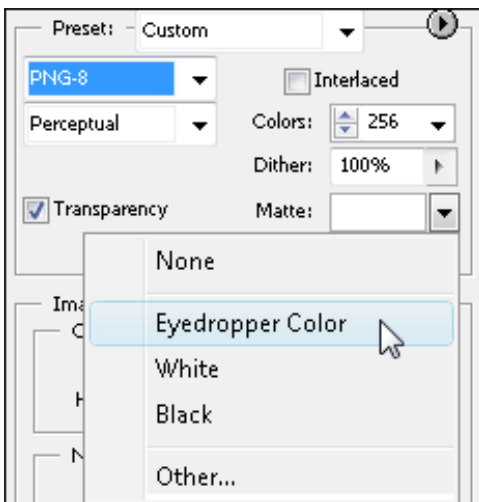 Preset: Custom
PNG-8 Interlaced
Perceptual Colors: 256
Dither: 100%
Transparency Matte:
None
Eyedropper Color
White
Black
Other...